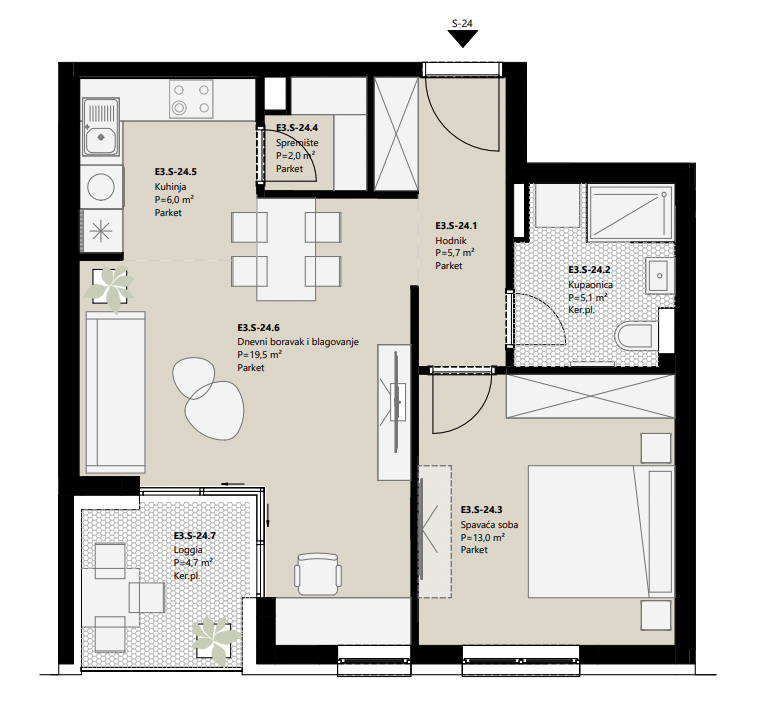 S-24
E3.S-24.4
Spremište
P=2,0 m²
Parket
E3.S-24.5
Kuhinja
P=6,0 m²
Parket
E3.S-24.1
Hodnik
P=5,7 m²
Parket
E3.S-24.2
Kupaonica
P=5,1 m²
Ker.pl.
E3.S-24.6
Dnevni boravak i blagovanje
P=19,5 m²
Parket
E3.S-24.3
Spavaća soba
P=13,0 m²
Parket
E3.S-24.7
Loggia
P=4,7 m²
Ker.pl.